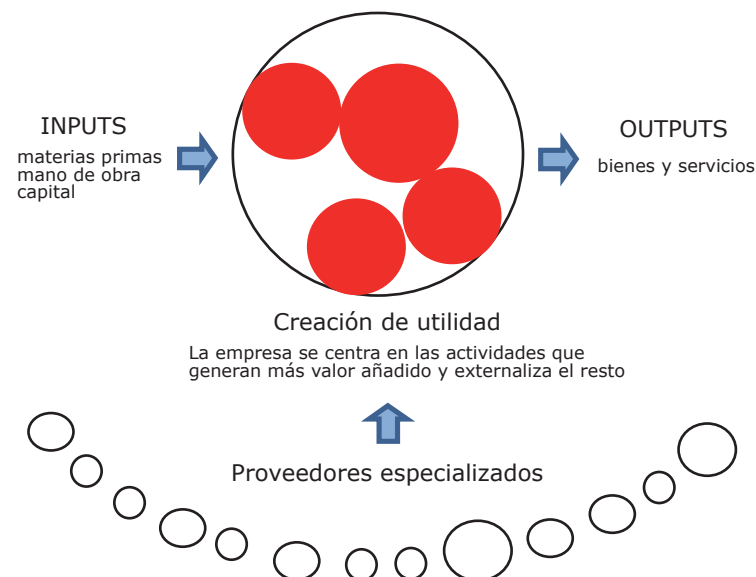 INPUTS
materias primas
mano de obra
capital
OUTPUTS
bienes y servicios
Creación de utilidad
La empresa se centra en las actividades que
generan más valor añadido y externaliza el resto
Proveedores especializados